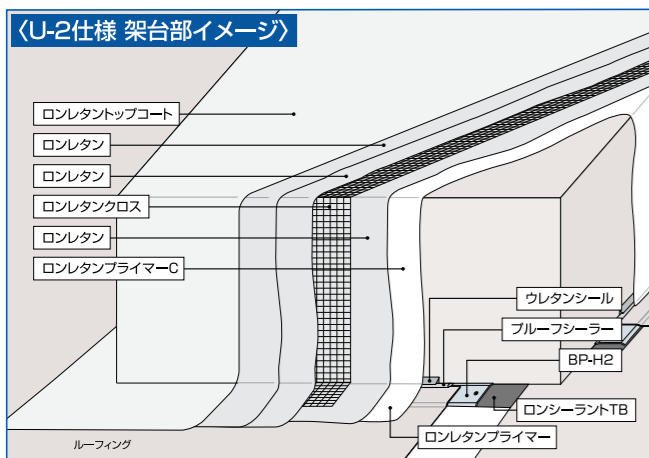 〈U-2仕様 架台部イメージ〉
ロンレタントップコート
ロンレタン
ロンレタン
ロンレタンクロス
ロンレタン
ロンレタンプライマーC
ウレタンシール
プルーフシーラー
BP-H2
ロンシーラントTB
ロンレタンプライマー
ルーフィング